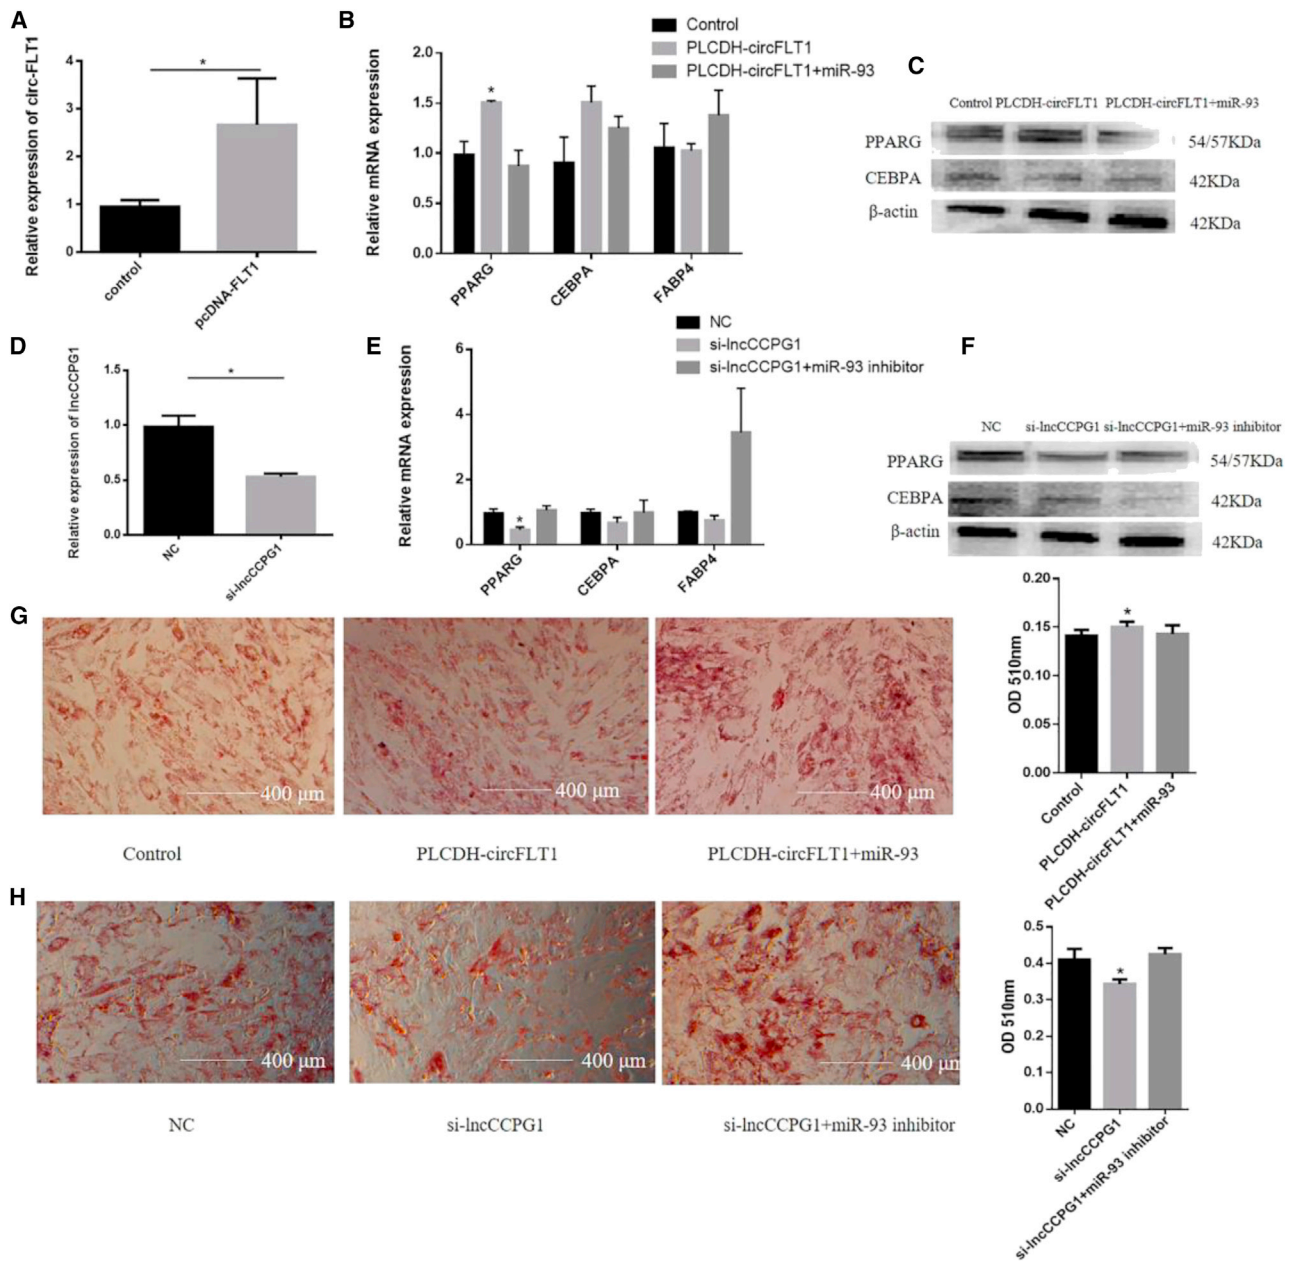 A
Relative expression of circ-FLT1
4
3
2
1
0
*
control
pcDNA-FLT1
B
Relative mRNA expression
2.0
1.5
1.0
0.5
0.0
*
Control
PLCDH-circFLT1
PLCDH-circFLT1+miR-93
PPARG
CEBPA
FABP4
C
Control PLCDH-circFLT1 PLCDH-circFLT1+miR-93
PPARG 54/57KDa
CEBPA 42KDa
β-actin 42KDa
D
Relative expression of lncCCPG1
1.5
1.0
0.5
0.0
*
NC
si-lncCCPG1
E
Relative mRNA expression
6
4
2
0
*
NC
si-lncCCPG1
si-lncCCPG1+miR-93 inhibitor
PPARG
CEBPA
FABP4
F
NC si-lncCCPG1 si-lncCCPG1+miR-93 inhibitor
PPARG 54/57KDa
CEBPA 42KDa
β-actin 42KDa
G
400 μm
400 μm
400 μm
Control
PLCDH-circFLT1
PLCDH-circFLT1+miR-93
OD 510nm
0.20
0.15
0.10
0.05
0.00
*
Control
PLCDH-circFLT1
PLCDH-circFLT1+miR-93
H
400 μm
400 μm
400 μm
NC
si-lncCCPG1
si-lncCCPG1+miR-93 inhibitor
OD 510nm
0.5
0.4
0.3
0.2
0.1
0.0
*
NC
si-lncCCPG1
si-lncCCPG1+miR-93 inhibitor